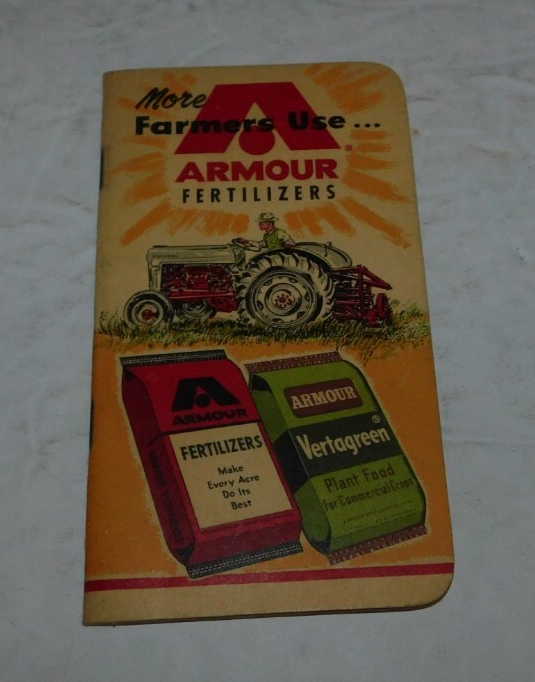 More
Farmers Use...
ARMOUR
®
FERTILIZERS
ARMOUR
FERTILIZERS
Make
Every Acre
Do Its
Best
ARMOUR
Vertagreen
®
Plant Food
For Commercial Crops